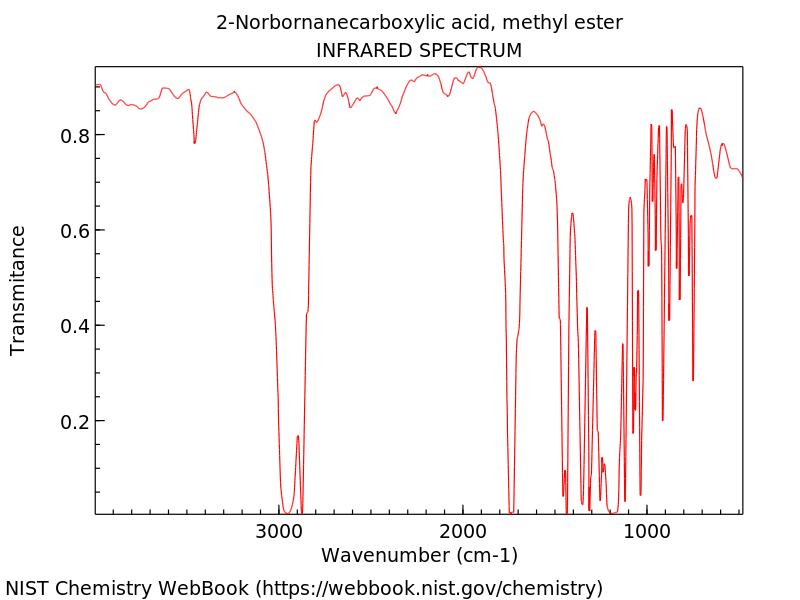 2-Norbornanecarboxylic acid, methyl ester
INFRARED SPECTRUM
0.8
0.6
0.4
0.2
Transmitance
3000
2000
1000
Wavenumber (cm-1)
NIST Chemistry WebBook (https://webbook.nist.gov/chemistry)